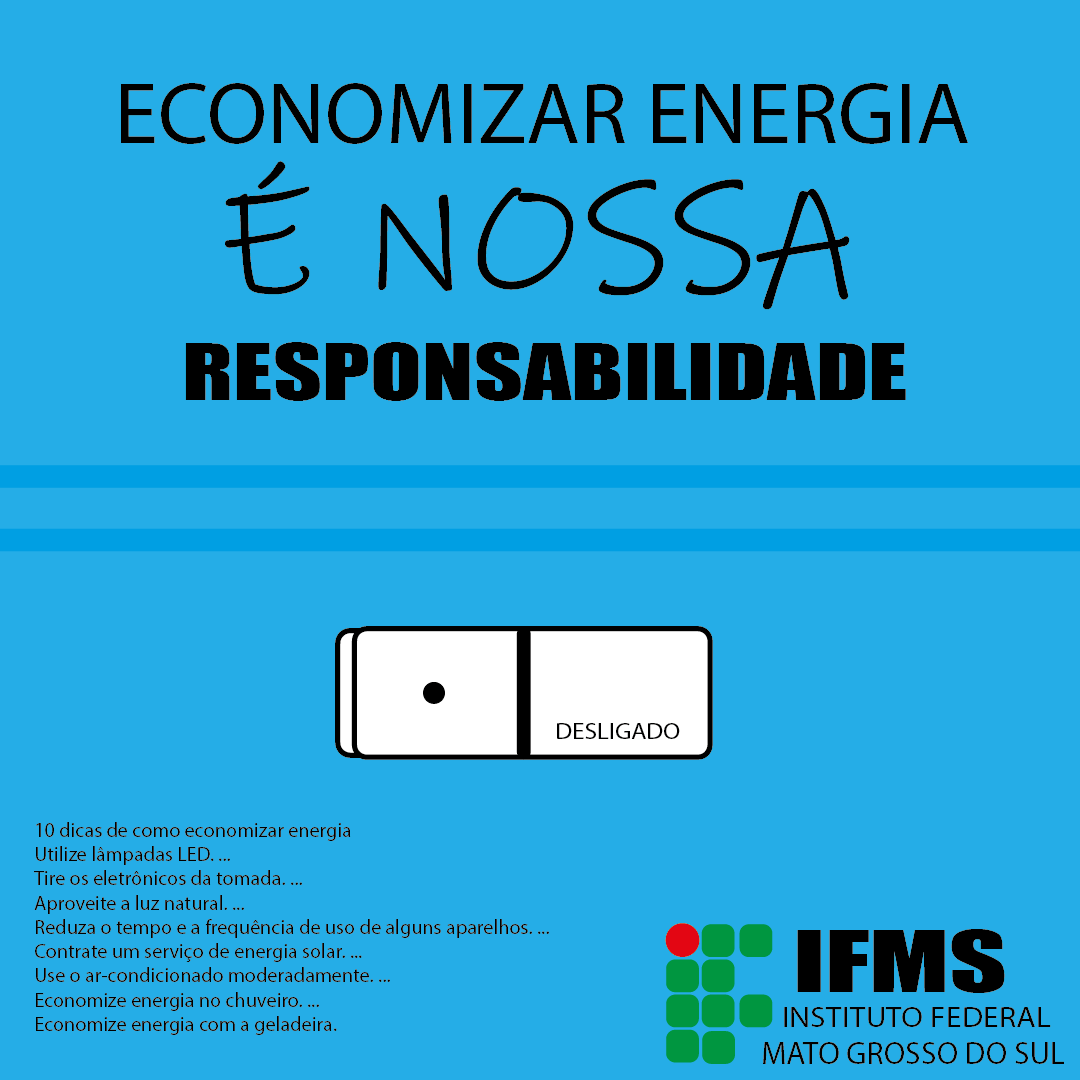 ECONOMIZAR ENERGIA
É NOSSA
RESPONSABILIDADE
DESLIGADO
10 dicas de como economizar energia
Utilize lâmpadas LED. ...
Tire os eletrônicos da tomada. ...
Aproveite a luz natural. ...
Reduza o tempo e a frequência de uso de alguns aparelhos. ...
Contrate um serviço de energia solar. ...
Use o ar-condicionado moderadamente. ...
Economize energia no chuveiro. ...
Economize energia com a geladeira.
IFMS
INSTITUTO FEDERAL
MATO GROSSO DO SUL